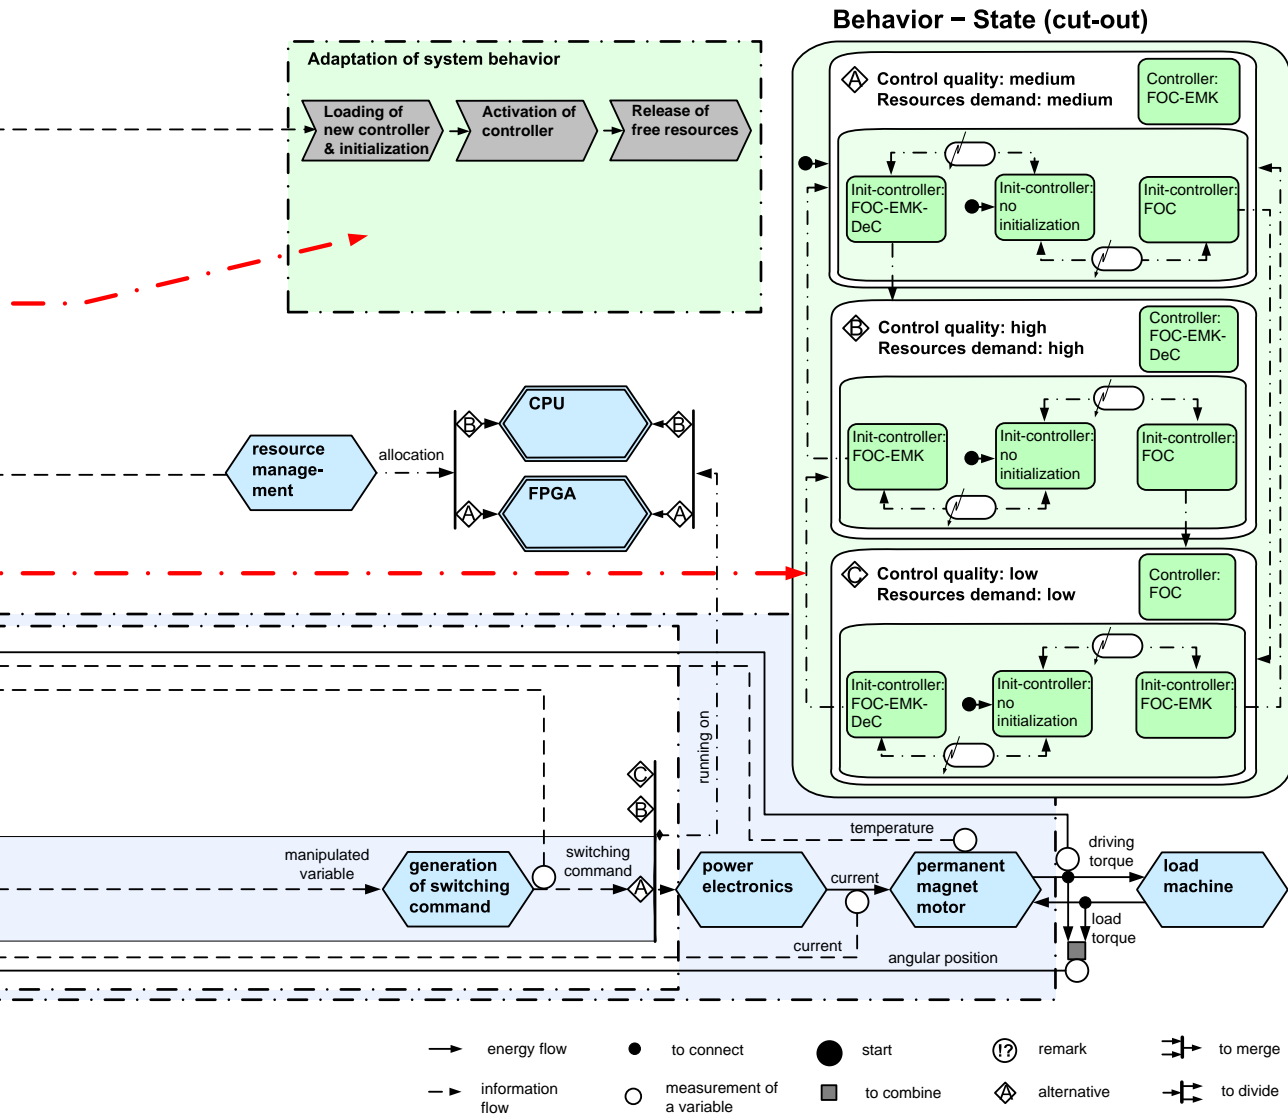 Behavior – State (cut-out)
Adaptation of system behavior
Loading of
new controller
& initialization
Activation of
controller
Release of
free resources
A
Control quality: medium
Resources demand: medium
Controller:
FOC-EMK
Init-controller:
FOC-EMK-
DeC
Init-controller:
no
initialization
Init-controller:
FOC
B
Control quality: high
Resources demand: high
Controller:
FOC-EMK-
DeC
Init-controller:
FOC-EMK
Init-controller:
no
initialization
Init-controller:
FOC
C
Control quality: low
Resources demand: low
Controller:
FOC
Init-controller:
FOC-EMK-
DeC
Init-controller:
no
initialization
Init-controller:
FOC-EMK
resource
manage-
ment
allocation
B
CPU
B
A
FPGA
A
running on
C
B
A
manipulated
variable
generation
of switching
command
switching
command
power
electronics
current
current
temperature
permanent
magnet
motor
driving
torque
load
torque
load
machine
angular position
energy flow
to connect
start
!?
remark
to merge
information
flow
measurement of
a variable
to combine
A
alternative
to divide